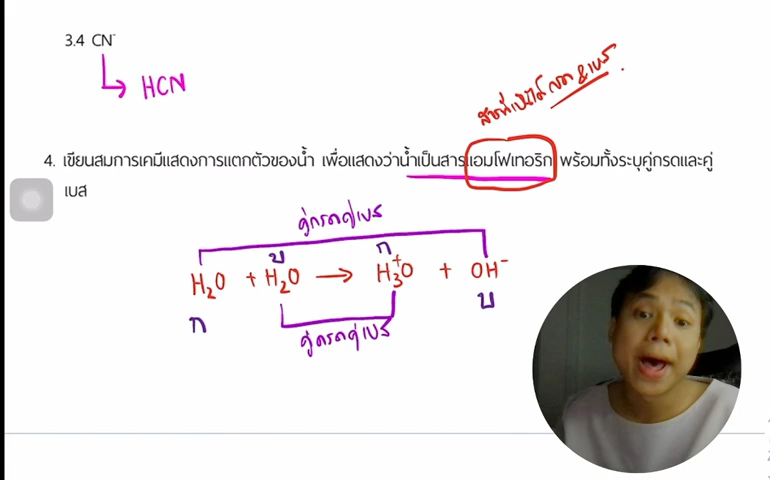 3.4 CN⁻
HCN
สารที่เป็นได้ กรด & เบส
4. เขียนสมการเคมีแสดงการแตกตัวของน้ำ เพื่อแสดงว่าน้ำเป็นสารแอมโฟเทอริก พร้อมทั้งระบุคู่กรดและคู่
เบส
คู่กรดคู่เบส
บ ก
H₂O + H₂O → H₃O⁺ + OH⁻
ก บ
คู่กรดคู่เบส